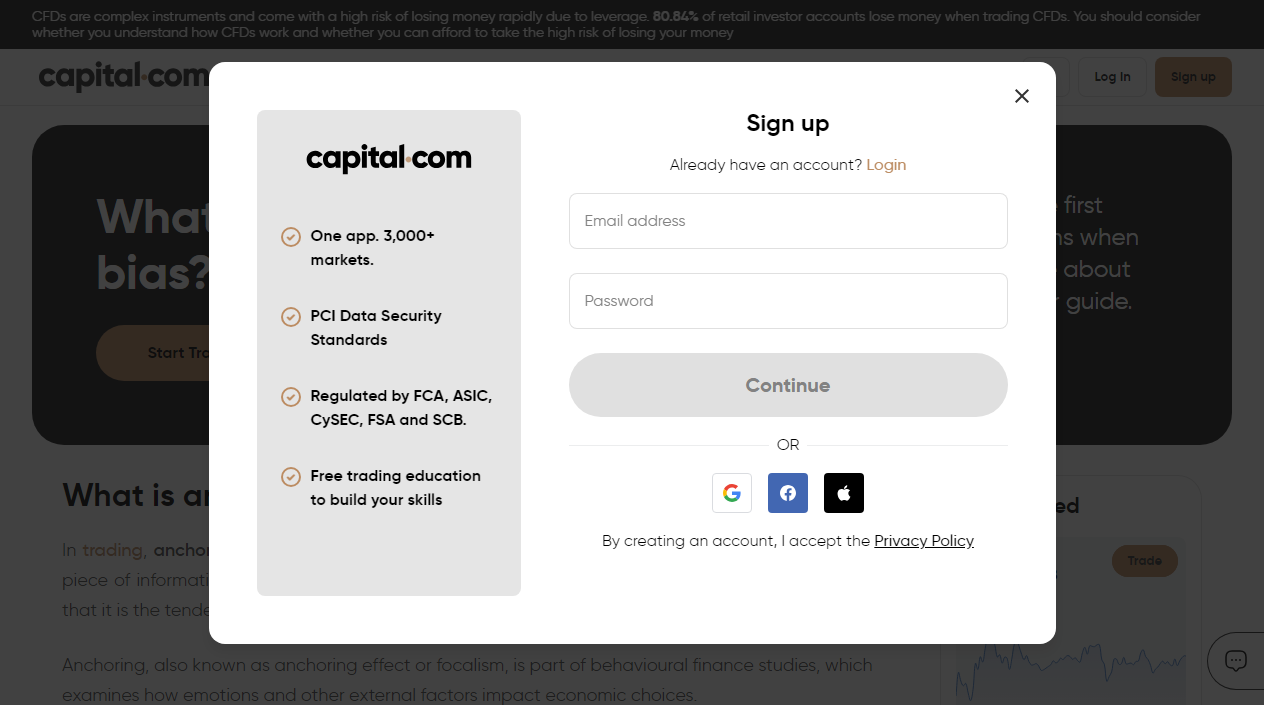 CFDs are complex instruments and come with a high risk of losing money rapidly due to leverage. 80.84% of retail investor accounts lose money when trading CFDs. You should consider
whether you understand how CFDs work and whether you can afford to take the high risk of losing your money
capital.com
Log In
Sign up
What
bias?
Start
first
when
about
guide.
capital.com
One app. 3,000+
markets.
PCI Data Security
Standards
Regulated by FCA, ASIC,
CySEC, FSA and SCB.
Free trading education
to build your skills
Sign up
Already have an account? Login
Email address
Password
Continue
OR
By creating an account, I accept the Privacy Policy
What is
In trading,
piece of
that it is the
Trade
Anchoring, also known as anchoring effect or focalism, is part of behavioural finance studies, which
examines how emotions and other external factors impact economic choices.